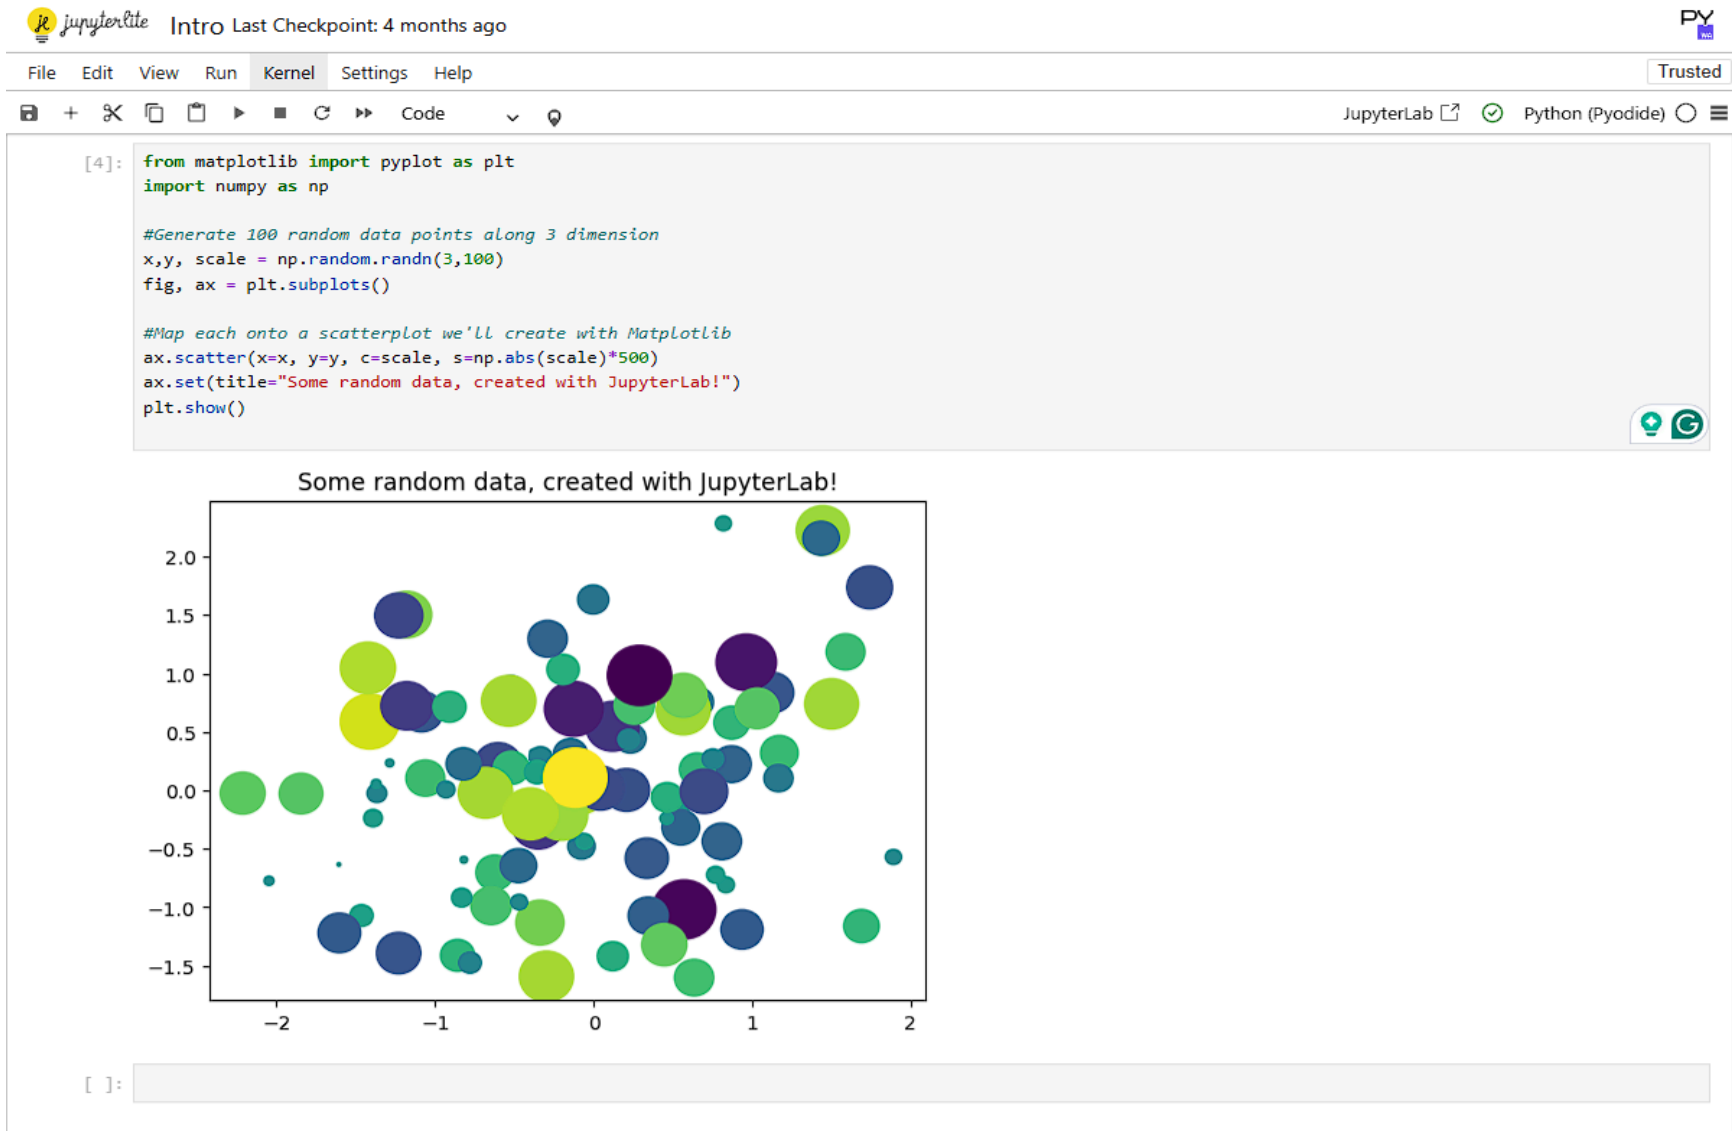 jupyterlite Intro Last Checkpoint: 4 months ago PY WA
File Edit View Run Kernel Settings Help Trusted
Code JupyterLab Python (Pyodide)
[4]: from matplotlib import pyplot as plt
import numpy as np
#Generate 100 random data points along 3 dimension
x,y, scale = np.random.randn(3,100)
fig, ax = plt.subplots()
#Map each onto a scatterplot we'll create with Matplotlib
ax.scatter(x=x, y=y, c=scale, s=np.abs(scale)*500)
ax.set(title="Some random data, created with JupyterLab!")
plt.show()
G
Some random data, created with JupyterLab!
2.0
1.5
1.0
0.5
0.0
−0.5
−1.0
−1.5
−2 −1 0 1 2
[ ]: